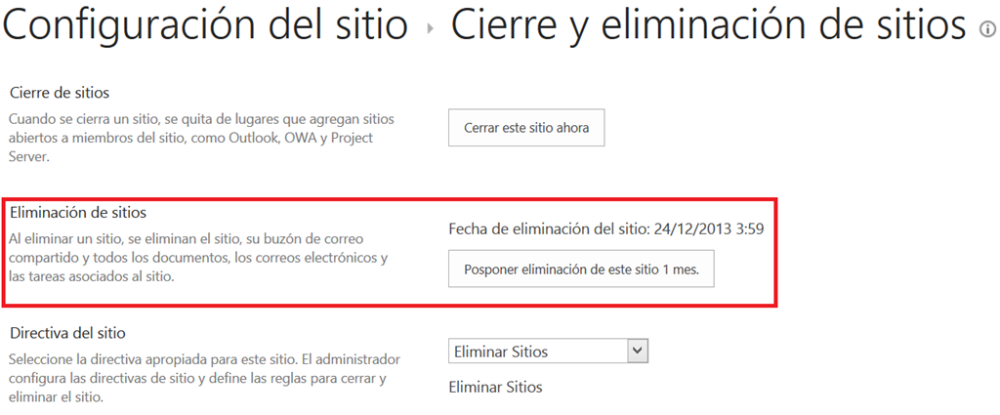 Configuración del sitio ▸ Cierre y eliminación de sitios
Cierre de sitios
Cuando se cierra un sitio, se quita de lugares que agregan sitios
abiertos a miembros del sitio, como Outlook, OWA y Project
Server.
Cerrar este sitio ahora
Eliminación de sitios
Al eliminar un sitio, se eliminan el sitio, su buzón de correo
compartido y todos los documentos, los correos electrónicos y
las tareas asociados al sitio.
Fecha de eliminación del sitio: 24/12/2013 3:59
Posponer eliminación de este sitio 1 mes.
Directiva del sitio
Seleccione la directiva apropiada para este sitio. El administrador
configura las directivas de sitio y define las reglas para cerrar y
eliminar el sitio.
Eliminar Sitios
Eliminar Sitios